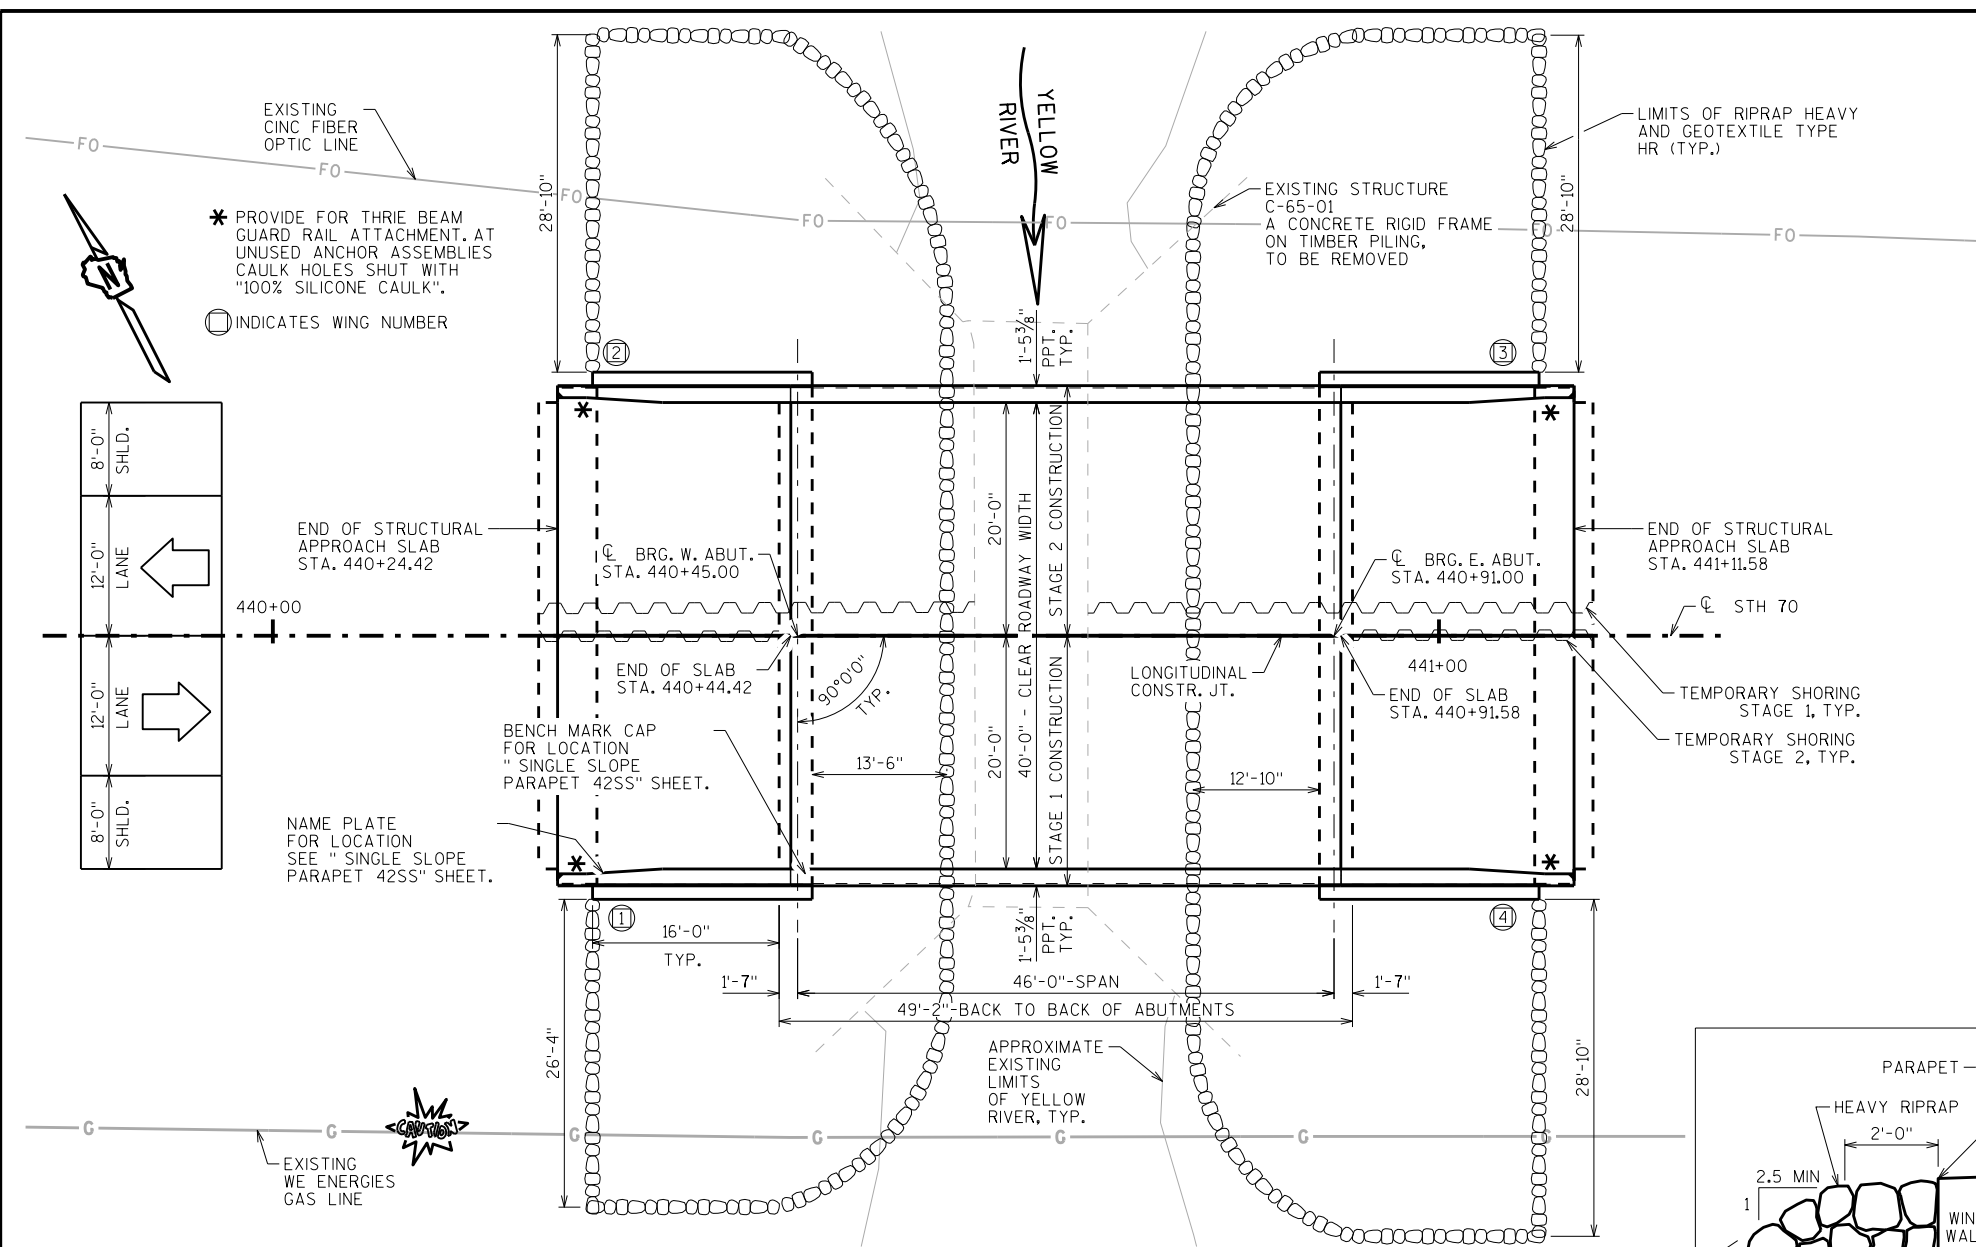 EXISTING
CINC FIBER
OPTIC LINE
FO
FO
FO
FO
FO
FO
FO
28'-10"
YELLOW
RIVER
28'-10"
LIMITS OF RIPRAP HEAVY
AND GEOTEXTILE TYPE
HR (TYP.)
EXISTING STRUCTURE
C-65-01
A CONCRETE RIGID FRAME
ON TIMBER PILING,
TO BE REMOVED
N
* PROVIDE FOR THRIE BEAM
GUARD RAIL ATTACHMENT. AT
UNUSED ANCHOR ASSEMBLIES
CAULK HOLES SHUT WITH
"100% SILICONE CAULK".
INDICATES WING NUMBER
2
1'-5⅜"
PPT.
TYP.
3
*
*
8'-0"
SHLD.
12'-0"
LANE
12'-0"
LANE
8'-0"
SHLD.
END OF STRUCTURAL
APPROACH SLAB
STA. 440+24.42
℄ BRG. W. ABUT.
STA. 440+45.00
20'-0"
20'-0"
40'-0" - CLEAR ROADWAY WIDTH
STAGE 2 CONSTRUCTION
STAGE 1 CONSTRUCTION
℄ BRG. E. ABUT.
STA. 440+91.00
END OF STRUCTURAL
APPROACH SLAB
STA. 441+11.58
440+00
℄ STH 70
END OF SLAB
STA. 440+44.42
90°0'0"
TYP.
LONGITUDINAL
CONSTR. JT.
441+00
END OF SLAB
STA. 440+91.58
TEMPORARY SHORING
STAGE 1, TYP.
TEMPORARY SHORING
STAGE 2, TYP.
BENCH MARK CAP
FOR LOCATION
" SINGLE SLOPE
PARAPET 42SS" SHEET.
13'-6"
12'-10"
NAME PLATE
FOR LOCATION
SEE " SINGLE SLOPE
PARAPET 42SS" SHEET.
*
*
1
16'-0"
TYP.
1'-5⅜"
PPT.
TYP.
4
1'-7"
46'-0"-SPAN
1'-7"
49'-2"-BACK TO BACK OF ABUTMENTS
26'-4"
28'-10"
APPROXIMATE
EXISTING
LIMITS
OF YELLOW
RIVER, TYP.
G
G
G
G
G
G
G
CAUTION
EXISTING
WE ENERGIES
GAS LINE
PARAPET
HEAVY RIPRAP
2'-0"
2.5 MIN
1
WIN
WAL